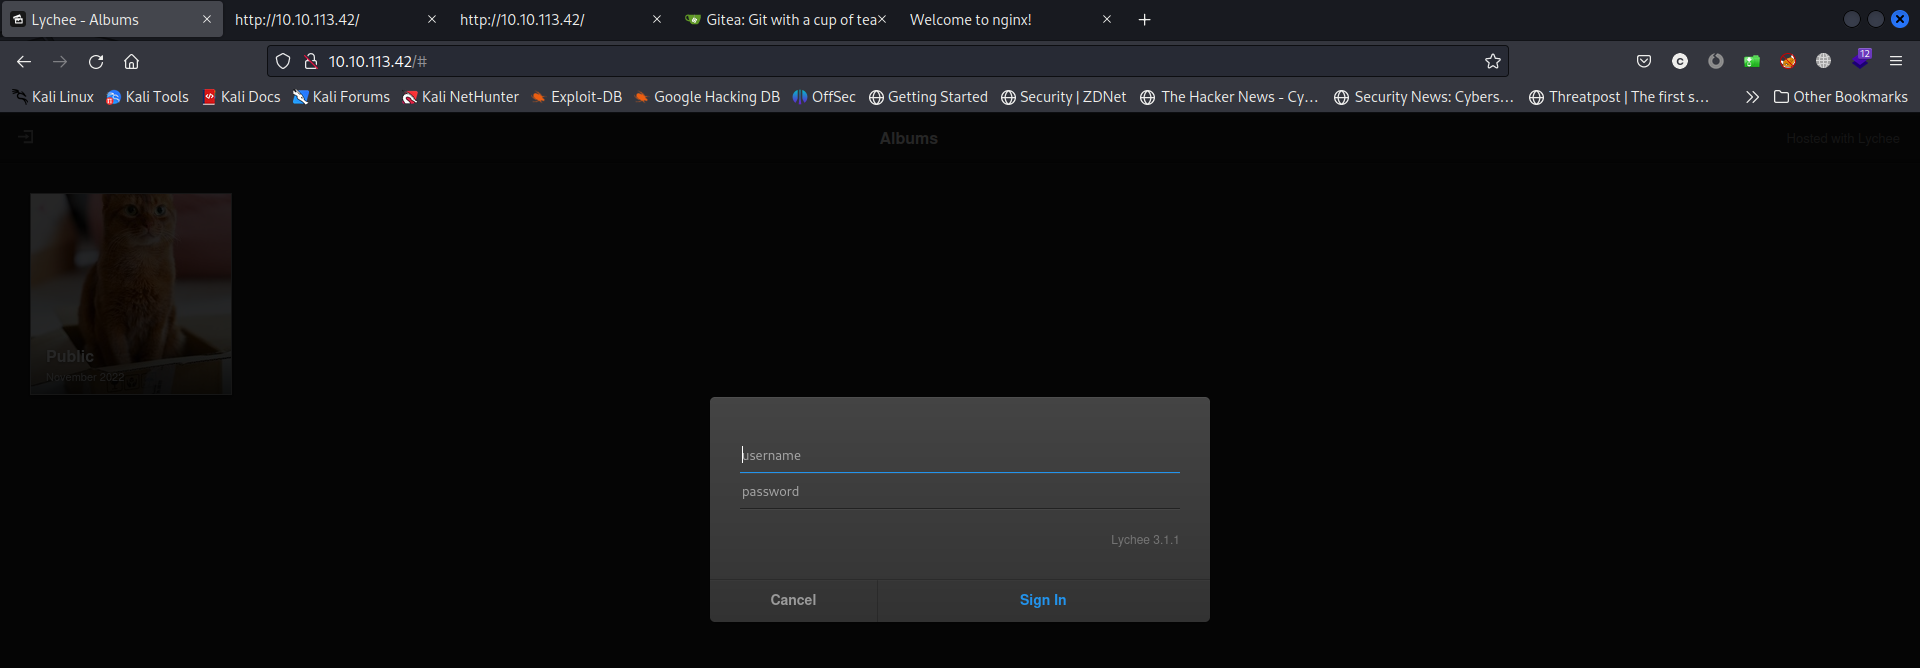 Lychee - Albums
http://10.10.113.42/
http://10.10.113.42/
Gitea: Git with a cup of tea
Welcome to nginx!
10.10.113.42/#
12
Kali Linux
Kali Tools
Kali Docs
Kali Forums
Kali NetHunter
Exploit-DB
Google Hacking DB
OffSec
Getting Started
Security | ZDNet
The Hacker News - Cy…
Security News: Cybers…
Threatpost | The first s…
Other Bookmarks
Albums
Hosted with Lychee
Public
November 2022
username
password
Lychee 3.1.1
Cancel
Sign In